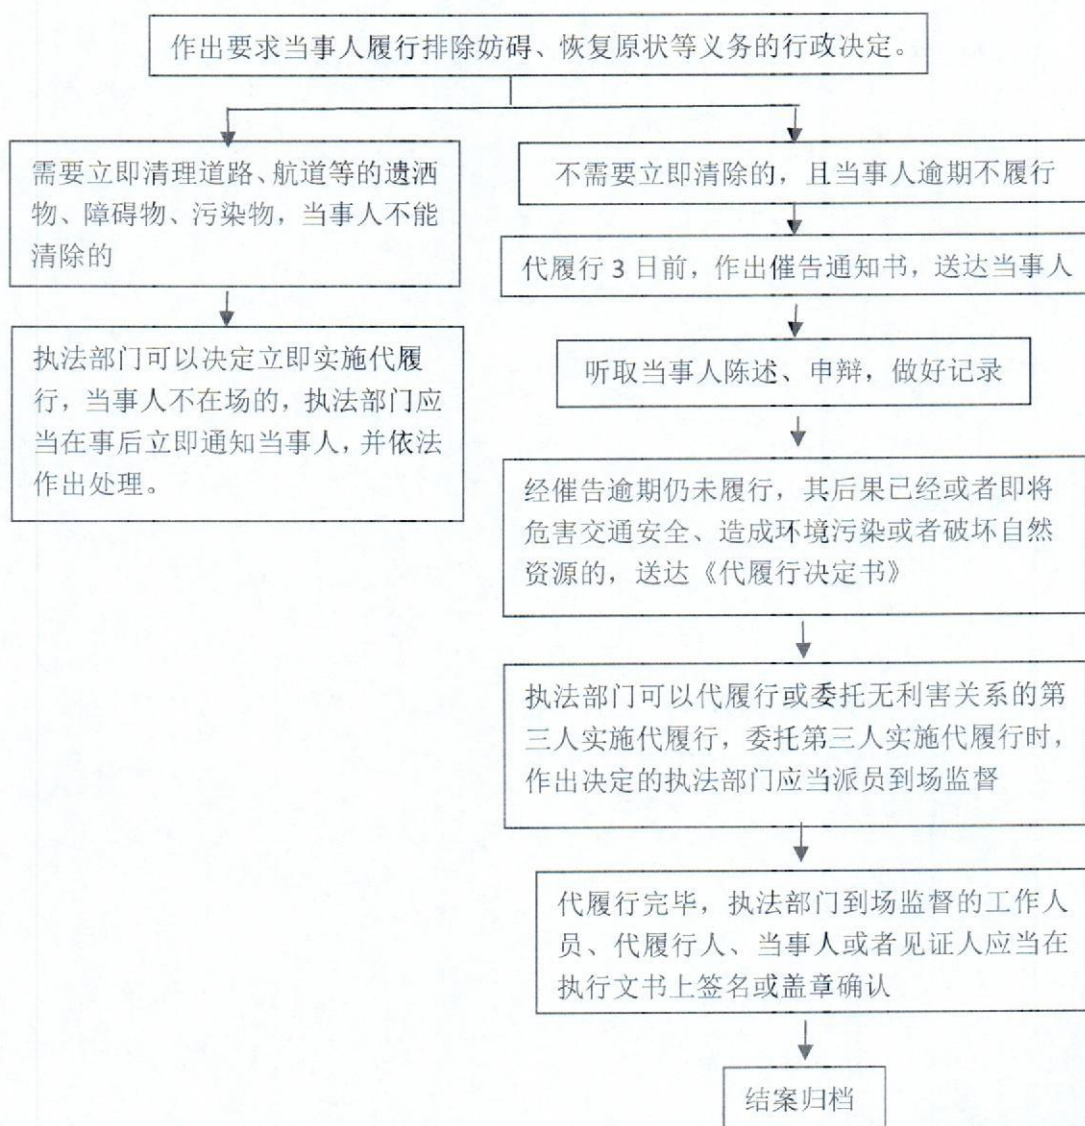 作出要求当事人履行排除妨碍、恢复原状等义务的行政决定。
需要立即清理道路、航道等的遗洒
物、障碍物、污染物，当事人不能
清除的
执法部门可以决定立即实施代履
行，当事人不在场的，执法部门应
当在事后立即通知当事人，并依法
作出处理。
不需要立即清除的，且当事人逾期不履行
代履行 3 日前，作出催告通知书，送达当事人
听取当事人陈述、申辩，做好记录
经催告逾期仍未履行，其后果已经或者即将
危害交通安全、造成环境污染或者破坏自然
资源的，送达《代履行决定书》
执法部门可以代履行或委托无利害关系的第
三人实施代履行，委托第三人实施代履行时，
作出决定的执法部门应当派员到场监督
代履行完毕，执法部门到场监督的工作人
员、代履行人、当事人或者见证人应当在
执行文书上签名或盖章确认
结案归档